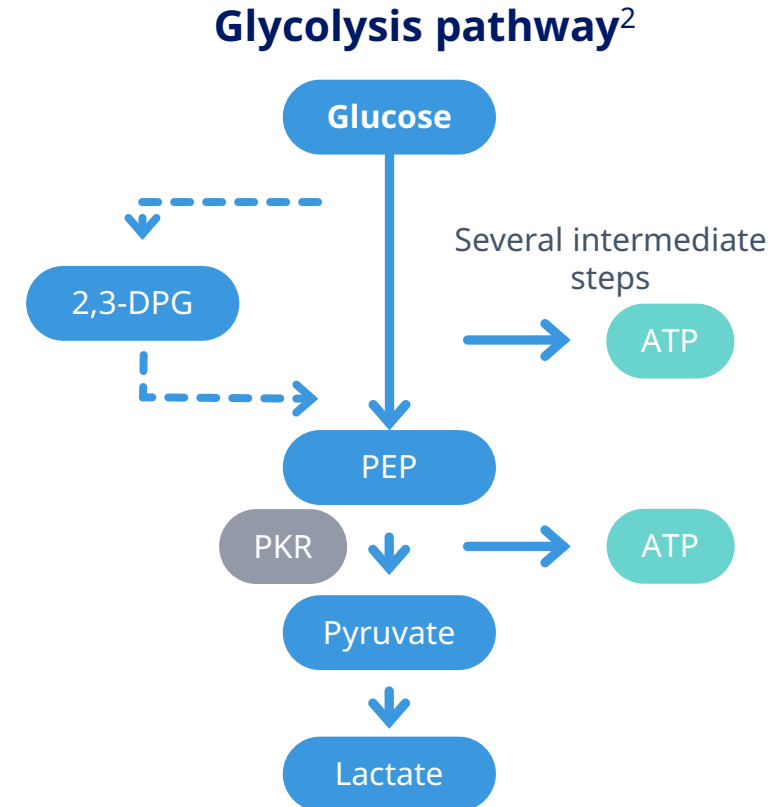 Glycolysis pathway²
Glucose
Several intermediate
steps
2,3-DPG
ATP
PEP
PKR
ATP
Pyruvate
Lactate